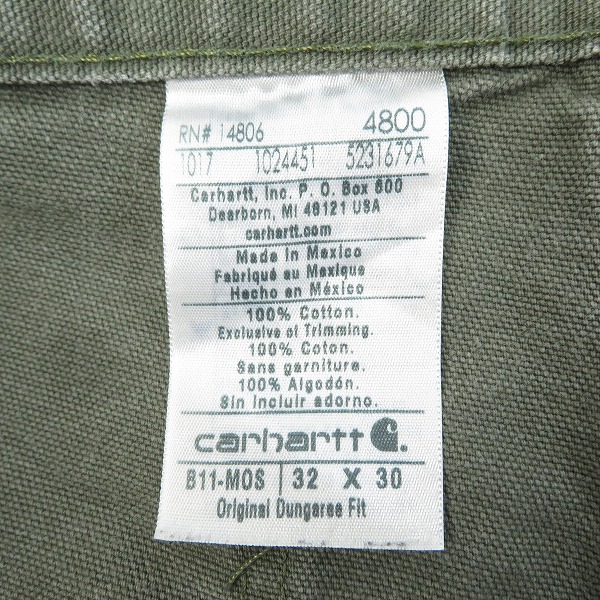 RN# 14806 4800
1017 1024451 5231679A
Carhartt, Inc. P. O. Box 600
Dearborn, MI 48121 USA
carhartt.com
Made in Mexico
Fabriqué au Mexique
Hecho en México
100% Cotton.
Exclusive of Trimming.
100% Coton.
Sans garniture.
100% Algodón.
Sin incluir adorno.
carhartt
B11-MOS 32 X 30
Original Dungaree Fit